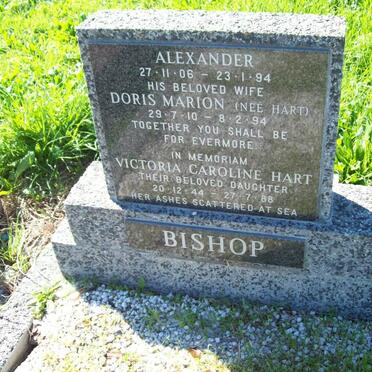 ALEXANDER
27·11·06 – 23·1·94
HIS BELOVED WIFE
DORIS MARION (NEE HART)
29·7·10 – 8·2·94
TOGETHER YOU SHALL BE
FOR EVERMORE
IN MEMORIAM
VICTORIA CAROLINE HART
THEIR BELOVED DAUGHTER
20·12·44 – 27·7·88
HER ASHES SCATTERED AT SEA
BISHOP